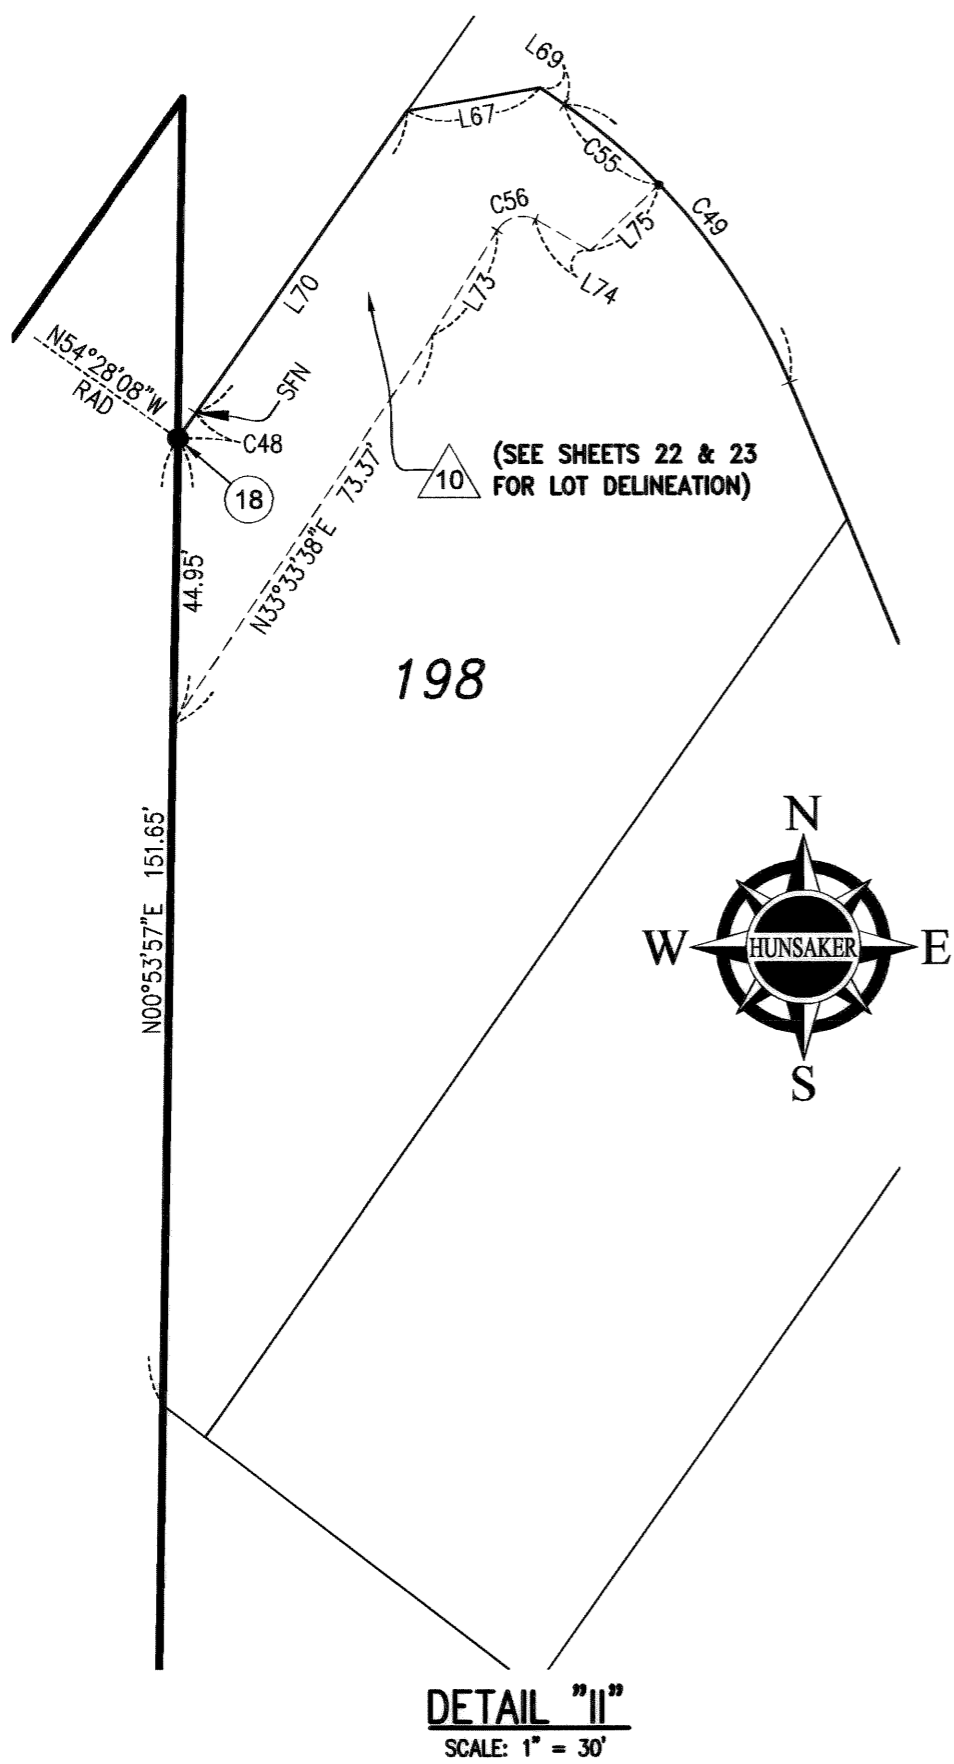 L69
L67
C55
C56
C49
L75
L74
L73
L70
N54°28'08"W
RAD
SFN
C48
18
10
(SEE SHEETS 22 & 23
FOR LOT DELINEATION)
N33°33'38"E 73.37'
44.95'
198
N00°53'57"E 151.65'
N
W
HUNSAKER
E
S
DETAIL "II"
SCALE: 1" = 30'